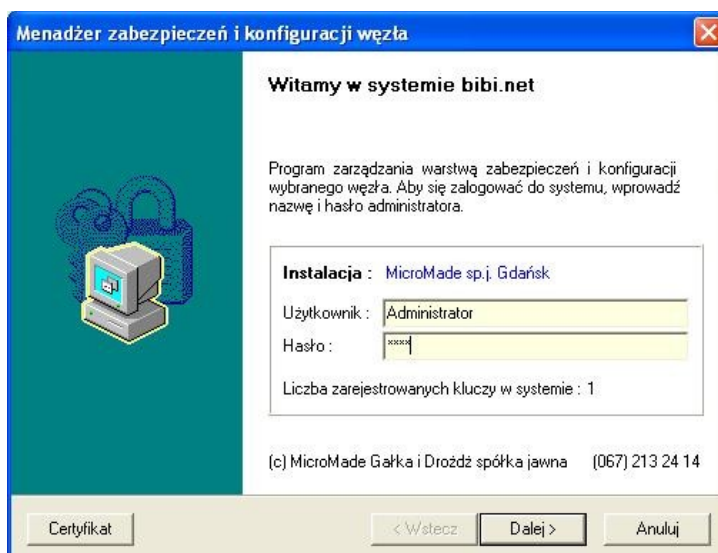 Menadżer zabezpieczeń i konfiguracji węzła
Witamy w systemie bibi.net
Program zarządzania warstwą zabezpieczeń i konfiguracji
wybranego węzła. Aby się zalogować do systemu, wprowadź
nazwę i hasło administratora.
Instalacja : MicroMade sp.j. Gdańsk
Użytkownik : Administrator
Hasło : ****
Liczba zarejestrowanych kluczy w systemie : 1
(c) MicroMade Gałka i Drożdż spółka jawna (067) 213 24 14
Certyfikat < Wstecz Dalej > Anuluj